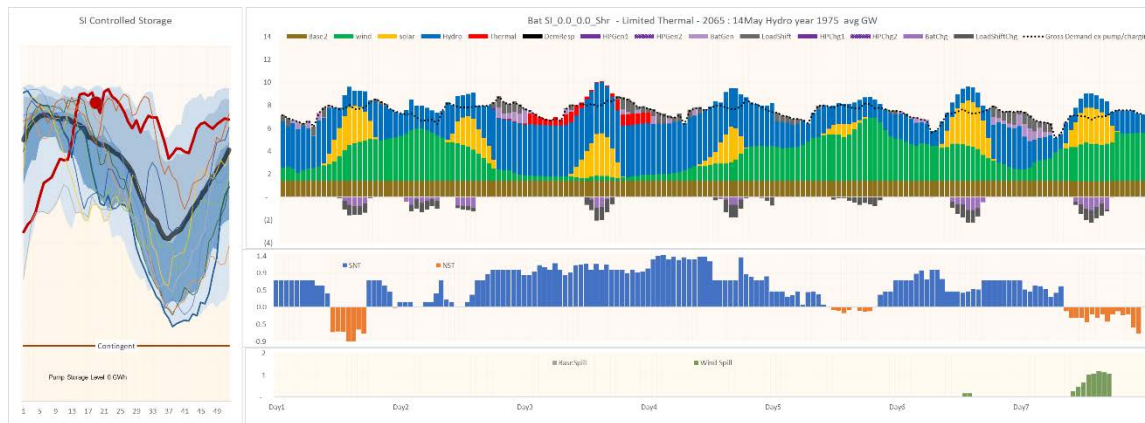 SI Controlled Storage
Contingent
Pump Storage Level 0 GWh
1 5 9 13 17 21 25 29 33 37 41 45 49
Bat SI_0.0_0.0_Shr - Limited Thermal - 2065 : 14May Hydro year 1975 avg GW
Base2 wind solar Hydro Thermal DemResp HPGen1 HPGen2 BatGen LoadShift HPChg1 HPChg2 BatChg LoadShiftChg Gross Demand ex pump/chargin
14
12
10
8
6
4
2
-
(2)
(4)
SNT NST
1.4
0.9
0.5
0.0
-0.5
-0.9
BaseSpill Wind Spill
2
1
-
Day1 Day2 Day3 Day4 Day5 Day6 Day7